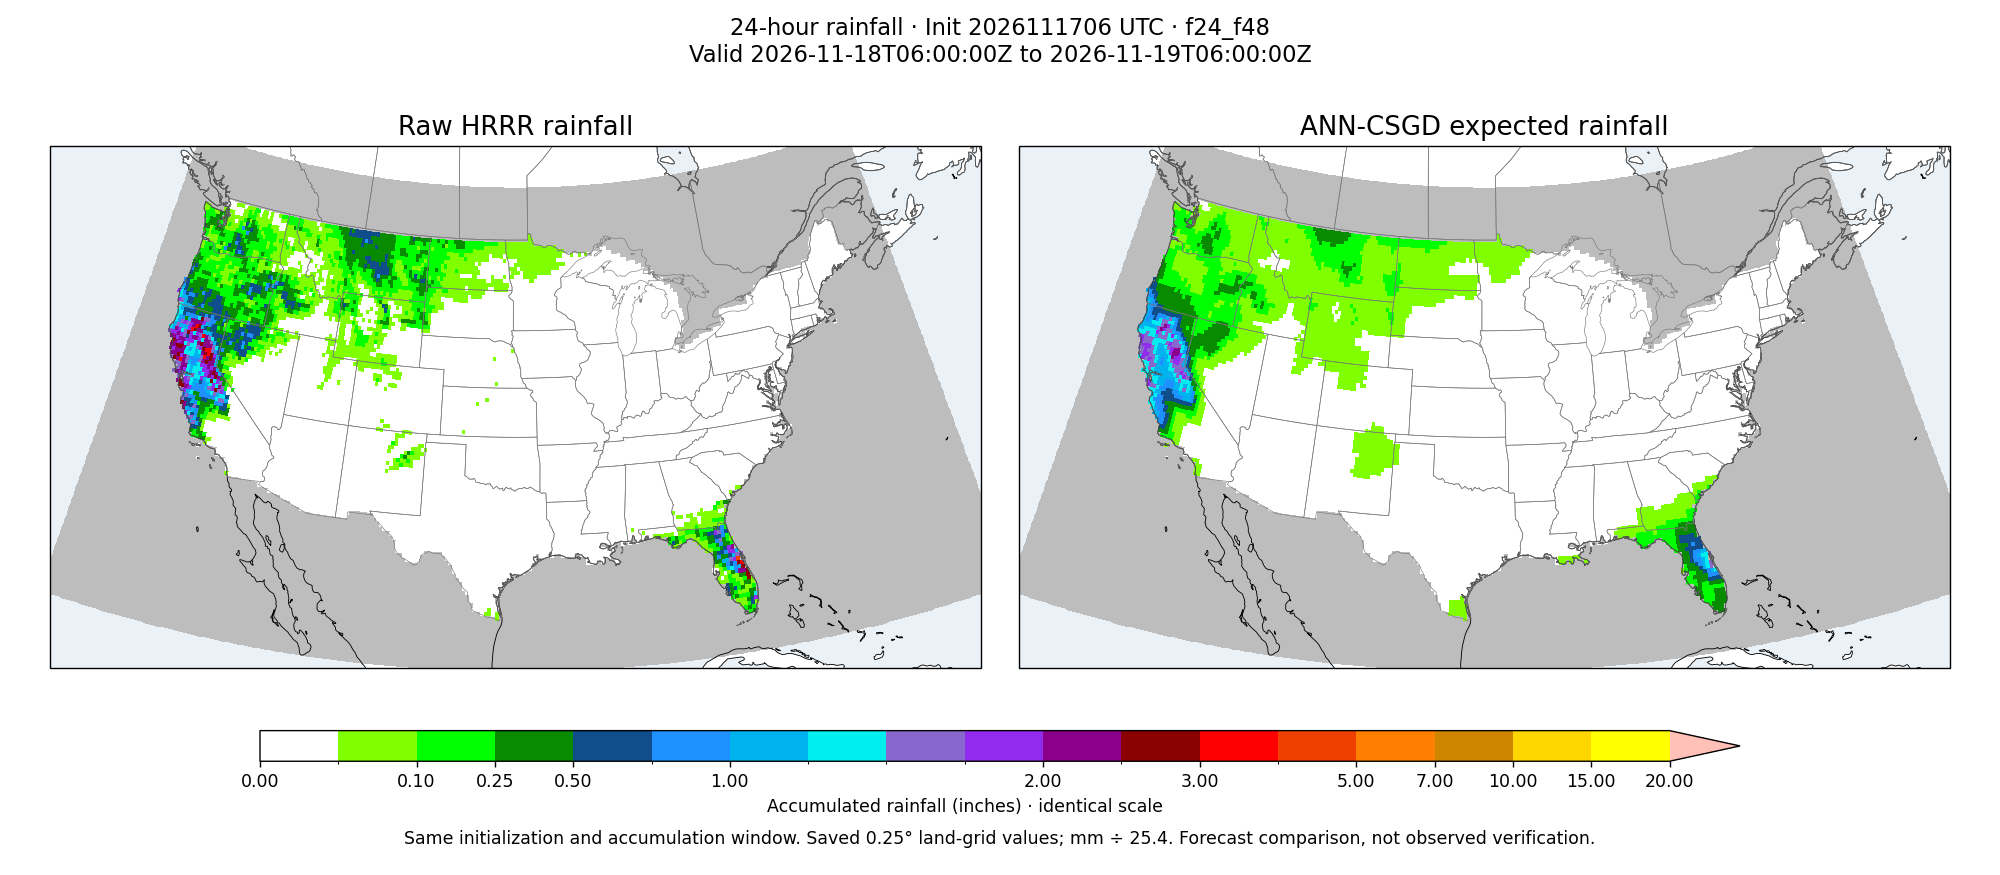 24-hour rainfall · Init 2026111706 UTC · f24_f48
Valid 2026-11-18T06:00:00Z to 2026-11-19T06:00:00Z
Raw HRRR rainfall
ANN-CSGD expected rainfall
0.00 0.10 0.25 0.50 1.00 2.00 3.00 5.00 7.00 10.00 15.00 20.00
Accumulated rainfall (inches) · identical scale
Same initialization and accumulation window. Saved 0.25° land-grid values; mm ÷ 25.4. Forecast comparison, not observed verification.